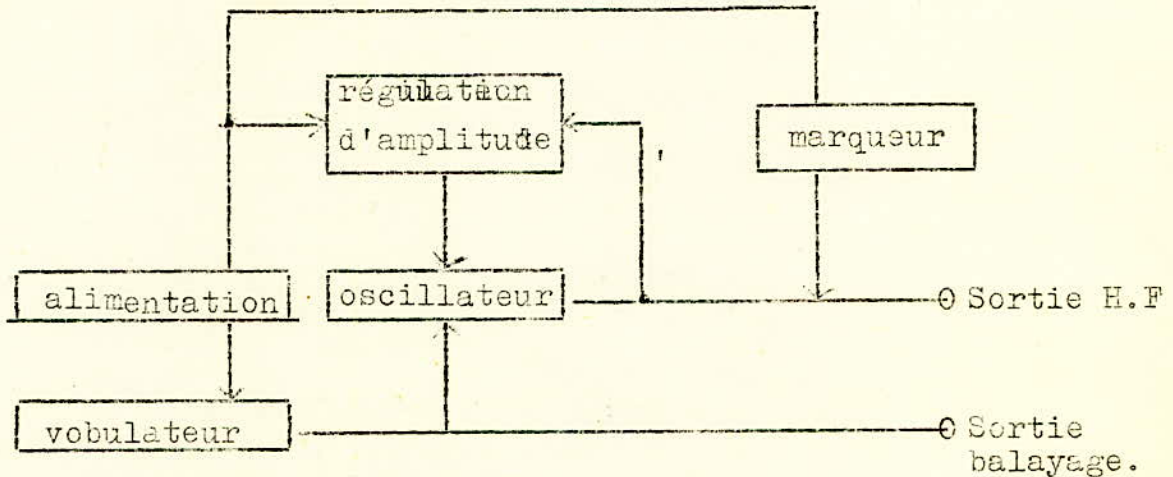 régulation
d'amplitude
marqueur
alimentation
oscillateur
O Sortie H.F
vobulateur
O Sortie
balayage.